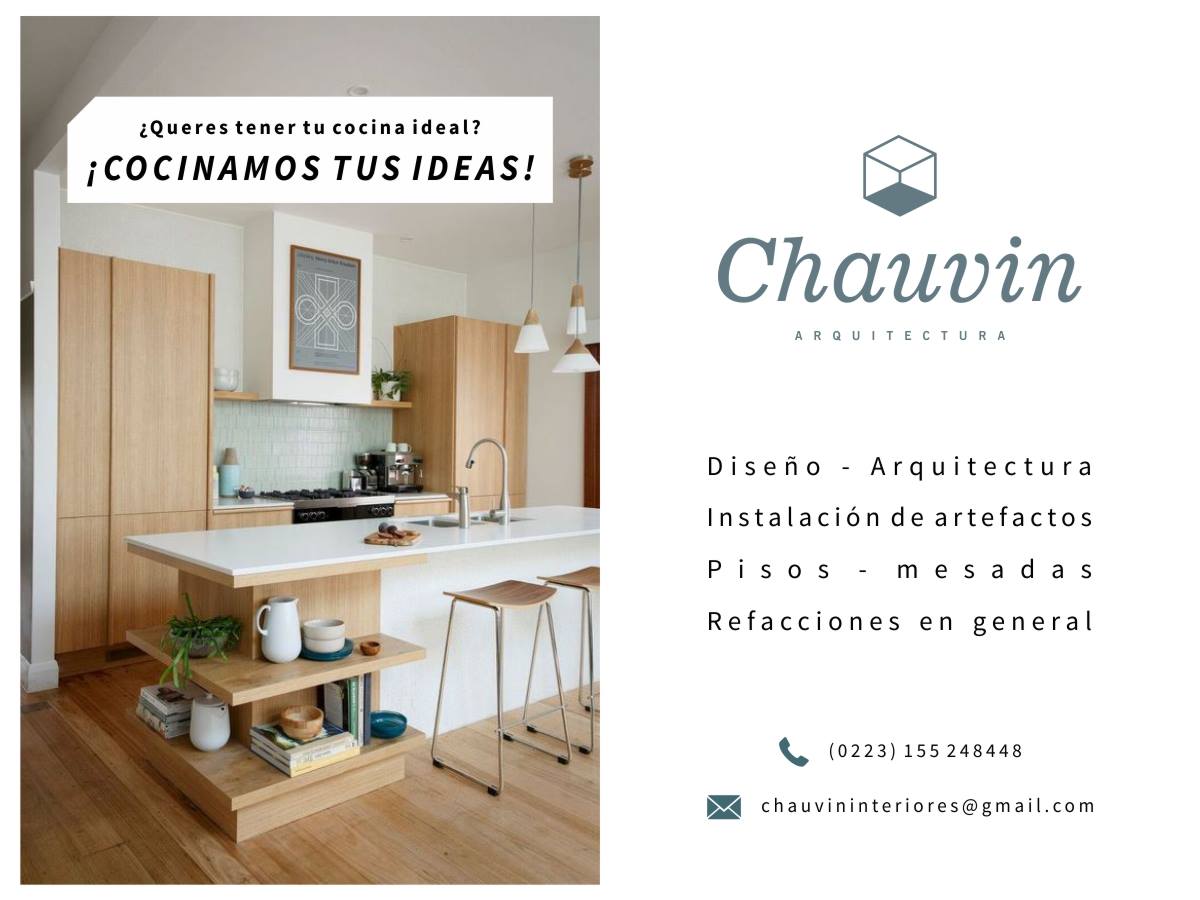 ¿Queres tener tu cocina ideal?
¡COCINAMOS TUS IDEAS!
Chauvin
ARQUITECTURA
Diseño - Arquitectura
Instalación de artefactos
Pisos - mesadas
Refacciones en general
(0223) 155 248448
chauvininteriores@gmail.com